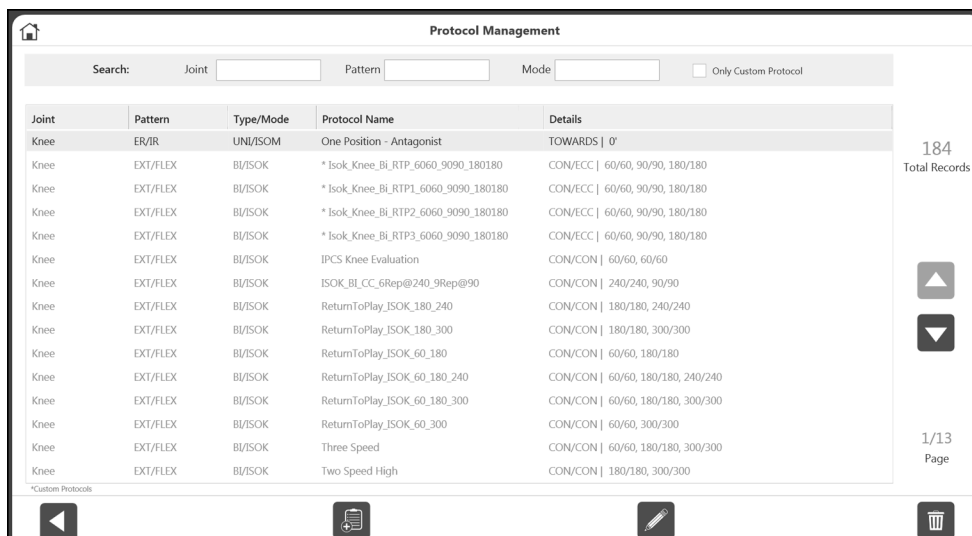 Protocol Management
Search: Joint Pattern Mode Only Custom Protocol
Joint Pattern Type/Mode Protocol Name Details
Knee ER/IR UNI/ISOM One Position - Antagonist TOWARDS | 0'
Knee EXT/FLEX BI/ISOK * Isok_Knee_Bi_RTP_6060_9090_180180 CON/ECC | 60/60, 90/90, 180/180
Knee EXT/FLEX BI/ISOK * Isok_Knee_Bi_RTP1_6060_9090_180180 CON/ECC | 60/60, 90/90, 180/180
Knee EXT/FLEX BI/ISOK * Isok_Knee_Bi_RTP2_6060_9090_180180 CON/ECC | 60/60, 90/90, 180/180
Knee EXT/FLEX BI/ISOK * Isok_Knee_Bi_RTP3_6060_9090_180180 CON/ECC | 60/60, 90/90, 180/180
Knee EXT/FLEX BI/ISOK IPCS Knee Evaluation CON/CON | 60/60, 60/60
Knee EXT/FLEX BI/ISOK ISOK_BI_CC_6Rep@240_9Rep@90 CON/CON | 240/240, 90/90
Knee EXT/FLEX BI/ISOK ReturnToPlay_ISOK_180_240 CON/CON | 180/180, 240/240
Knee EXT/FLEX BI/ISOK ReturnToPlay_ISOK_180_300 CON/CON | 180/180, 300/300
Knee EXT/FLEX BI/ISOK ReturnToPlay_ISOK_60_180 CON/CON | 60/60, 180/180
Knee EXT/FLEX BI/ISOK ReturnToPlay_ISOK_60_180_240 CON/CON | 60/60, 180/180, 240/240
Knee EXT/FLEX BI/ISOK ReturnToPlay_ISOK_60_180_300 CON/CON | 60/60, 180/180, 300/300
Knee EXT/FLEX BI/ISOK ReturnToPlay_ISOK_60_300 CON/CON | 60/60, 300/300
Knee EXT/FLEX BI/ISOK Three Speed CON/CON | 60/60, 180/180, 300/300
Knee EXT/FLEX BI/ISOK Two Speed High CON/CON | 180/180, 300/300
*Custom Protocols
184
Total Records
1/13
Page